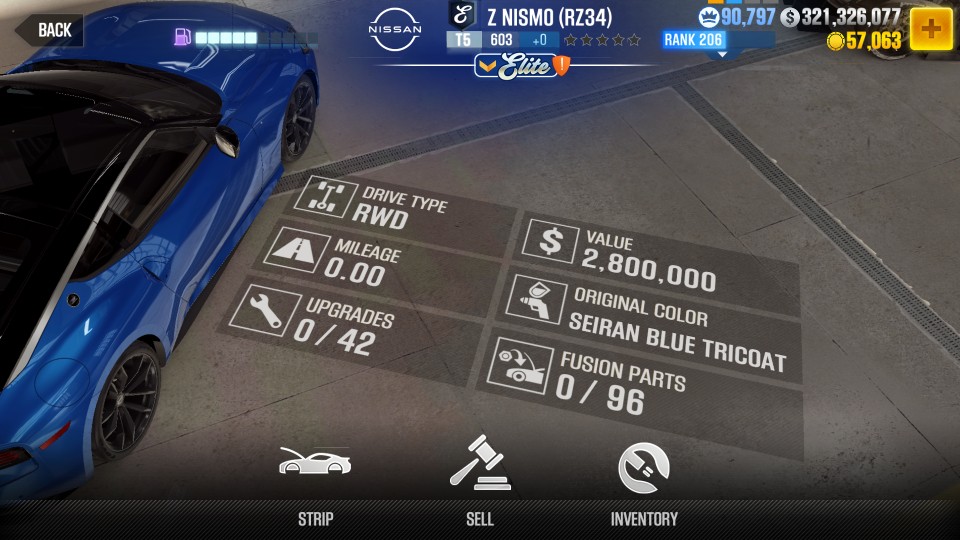 BACK
NISSAN
Z NISMO (RZ34)
T5 603 +0
Elite
RANK 206
90,797
$ 321,326,077
57,063
DRIVE TYPE
RWD
MILEAGE
0.00
UPGRADES
0 / 42
$
VALUE
2,800,000
ORIGINAL COLOR
SEIRAN BLUE TRICOAT
FUSION PARTS
0 / 96
STRIP
SELL
INVENTORY